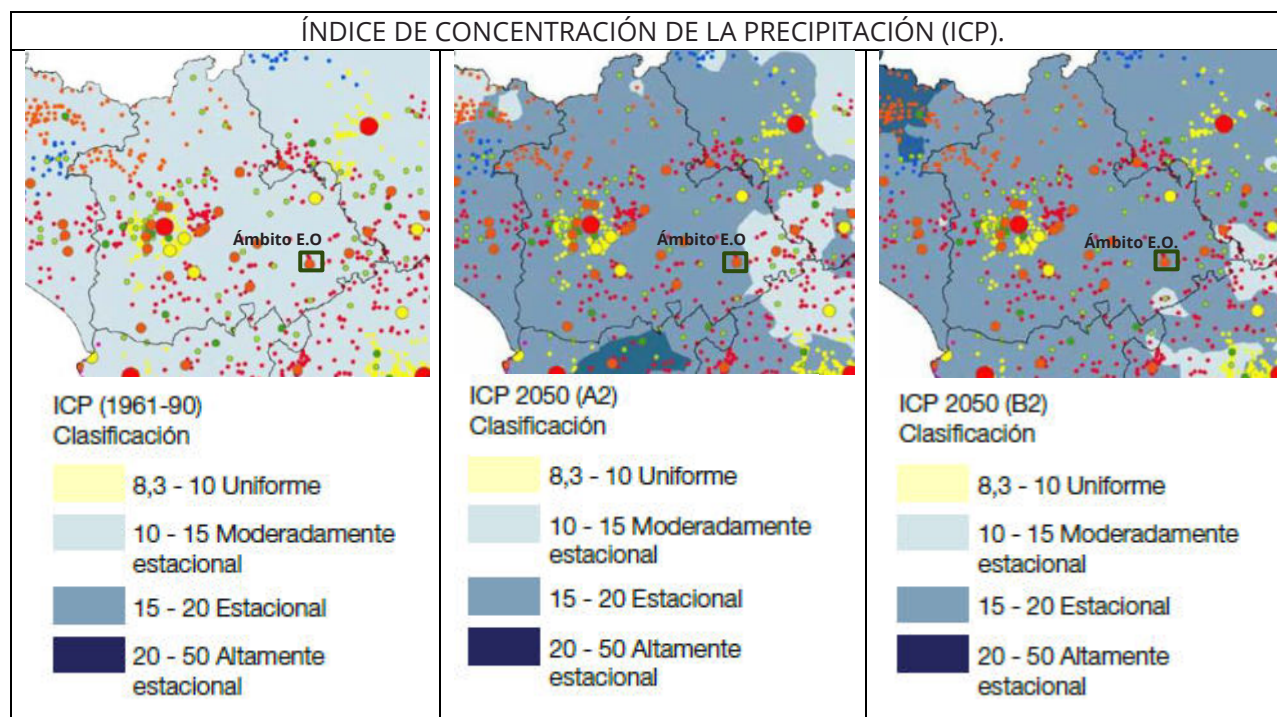 ÍNDICE DE CONCENTRACIÓN DE LA PRECIPITACIÓN (ICP).
Ámbito E.O
ICP (1961-90)
Clasificación
8,3 - 10 Uniforme
10 - 15 Moderadamente
estacional
15 - 20 Estacional
20 - 50 Altamente
estacional
Ámbito E.O
ICP 2050 (A2)
Clasificación
8,3 - 10 Uniforme
10 - 15 Moderadamente
estacional
15 - 20 Estacional
20 - 50 Altamente
estacional
Ámbito E.O.
ICP 2050 (B2)
Clasificación
8,3 - 10 Uniforme
10 - 15 Moderadamente
estacional
15 - 20 Estacional
20 - 50 Altamente
estacional